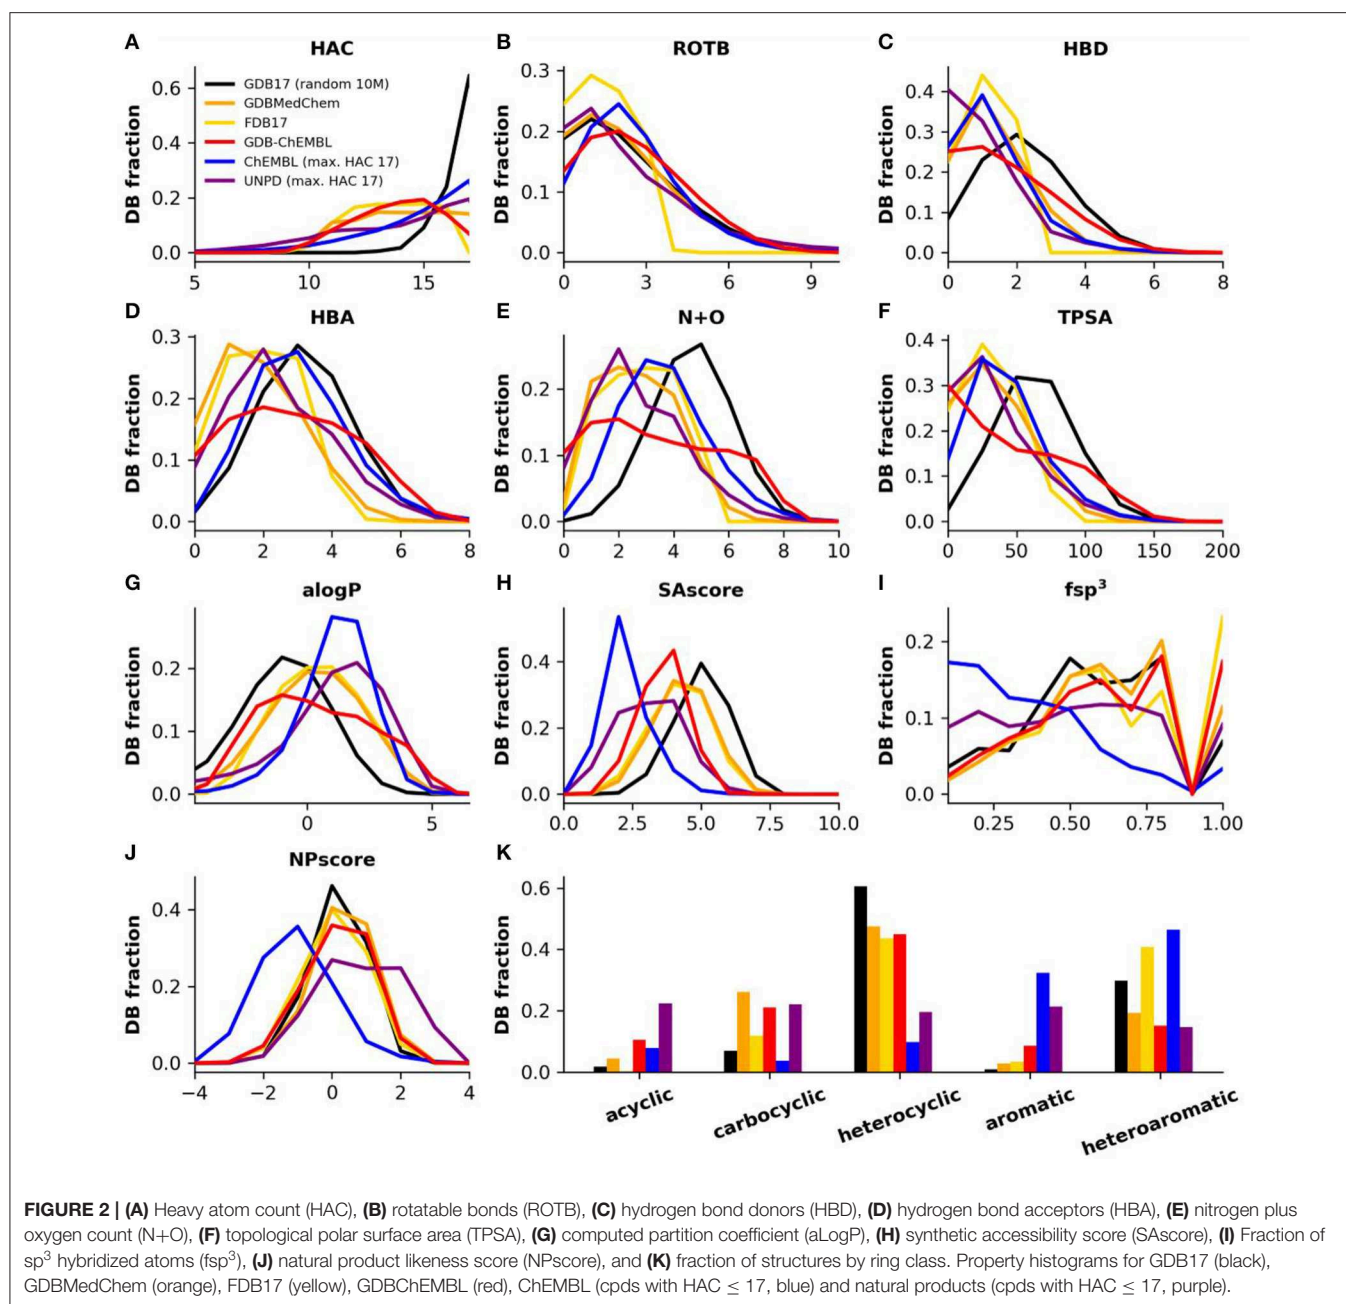 A
HAC
DB fraction
0.6
0.4
0.2
0.0
GDB17 (random 10M)
GDBMedChem
FDB17
GDB-ChEMBL
ChEMBL (max. HAC 17)
UNPD (max. HAC 17)
5 10 15
B
ROTB
DB fraction
0.3
0.2
0.1
0.0
0 3 6 9
C
HBD
DB fraction
0.4
0.3
0.2
0.1
0.0
0 2 4 6 8
D
HBA
DB fraction
0.3
0.2
0.1
0.0
0 2 4 6 8
E
N+O
DB fraction
0.2
0.1
0.0
0 2 4 6 8 10
F
TPSA
DB fraction
0.4
0.3
0.2
0.1
0.0
0 50 100 150 200
G
alogP
DB fraction
0.2
0.1
0.0
0 5
H
SAscore
DB fraction
0.4
0.2
0.0
0.0 2.5 5.0 7.5 10.0
I
fsp³
DB fraction
0.2
0.1
0.0
0.25 0.50 0.75 1.00
J
NPscore
DB fraction
0.4
0.2
0.0
−4 −2 0 2 4
K
DB fraction
0.6
0.4
0.2
0.0
acyclic carbocyclic heterocyclic aromatic heteroaromatic
FIGURE 2 | (A) Heavy atom count (HAC), (B) rotatable bonds (ROTB), (C) hydrogen bond donors (HBD), (D) hydrogen bond acceptors (HBA), (E) nitrogen plus
oxygen count (N+O), (F) topological polar surface area (TPSA), (G) computed partition coefficient (aLogP), (H) synthetic accessibility score (SAscore), (I) Fraction of
sp³ hybridized atoms (fsp³), (J) natural product likeness score (NPscore), and (K) fraction of structures by ring class. Property histograms for GDB17 (black),
GDBMedChem (orange), FDB17 (yellow), GDBChEMBL (red), ChEMBL (cpds with HAC ≤ 17, blue) and natural products (cpds with HAC ≤ 17, purple).